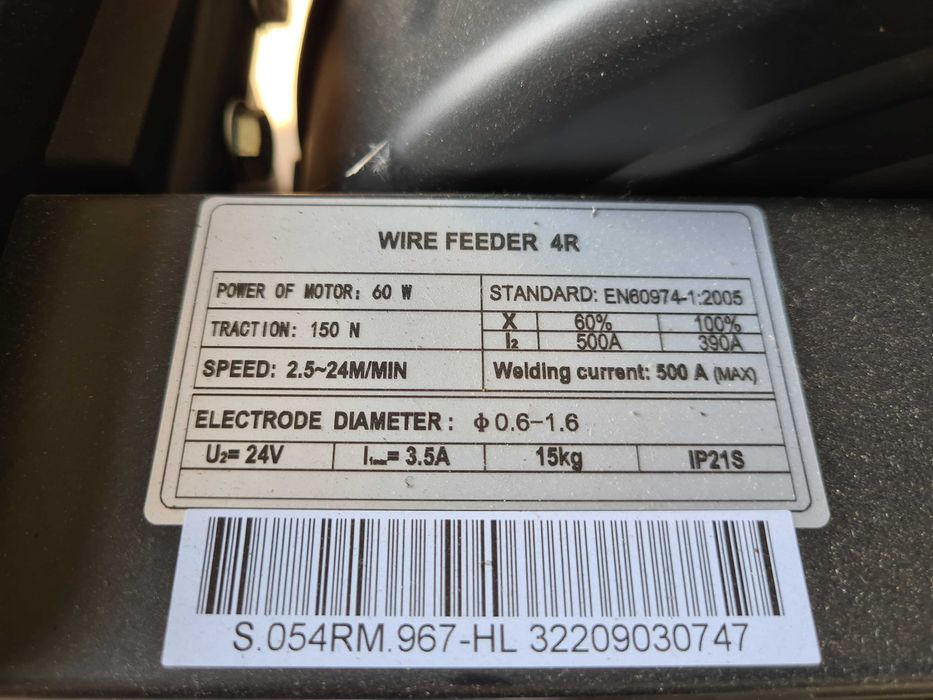 WIRE FEEDER 4R
POWER OF MOTOR: 60 W
STANDARD: EN60974-1:2005
TRACTION: 150 N
X 60% 100%
I₂ 500A 390A
SPEED: 2.5~24M/MIN
Welding current: 500 A (MAX)
ELECTRODE DIAMETER: Φ0.6-1.6
U₂= 24V I₁max= 3.5A 15kg IP21S
S.054RM.967-HL 32209030747